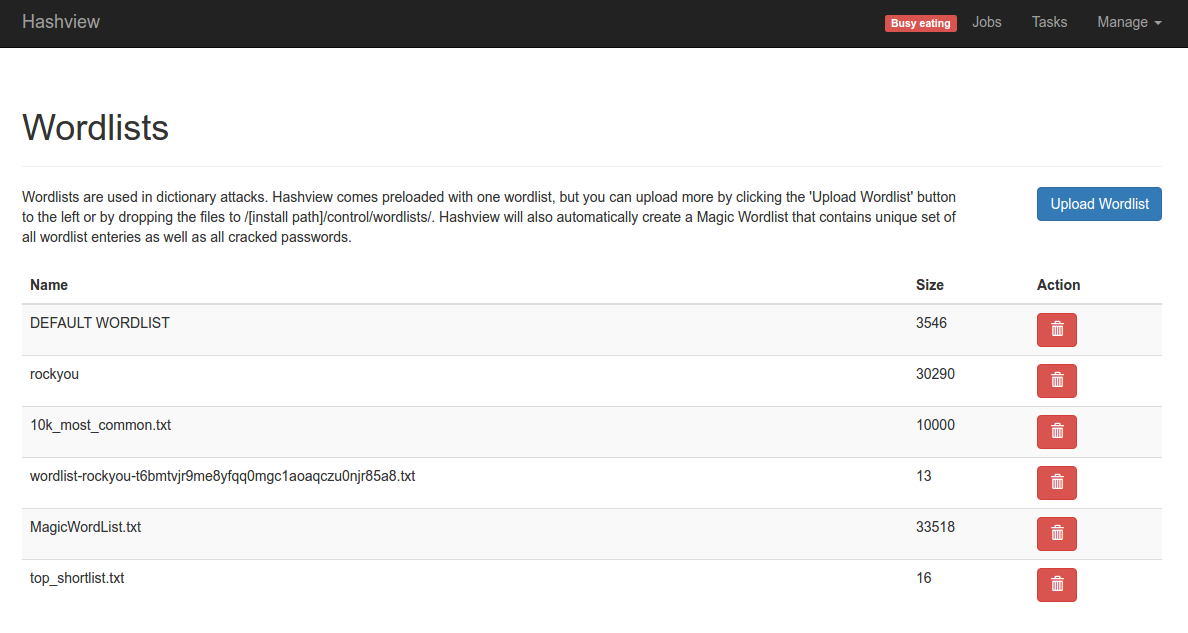 Hashview Busy eating Jobs Tasks Manage
Wordlists
Wordlists are used in dictionary attacks. Hashview comes preloaded with one wordlist, but you can upload more by clicking the 'Upload Wordlist' button
to the left or by dropping the files to /[install path]/control/wordlists/. Hashview will also automatically create a Magic Wordlist that contains unique set of
all wordlist enteries as well as all cracked passwords.
Upload Wordlist
Name Size Action
DEFAULT WORDLIST 3546
rockyou 30290
10k_most_common.txt 10000
wordlist-rockyou-t6bmtvjr9me8yfqq0mgc1aoaqczu0njr85a8.txt 13
MagicWordList.txt 33518
top_shortlist.txt 16